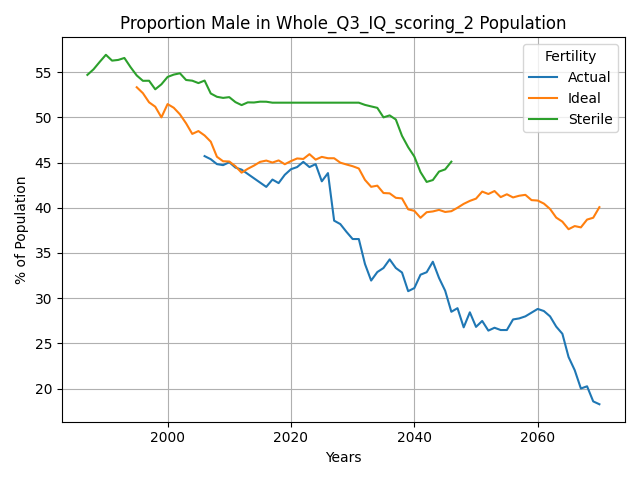 Proportion Male in Whole_Q3_IQ_scoring_2 Population
Fertility
Actual
Ideal
Sterile
% of Population
55
50
45
40
35
30
25
20
2000
2020
2040
2060
Years